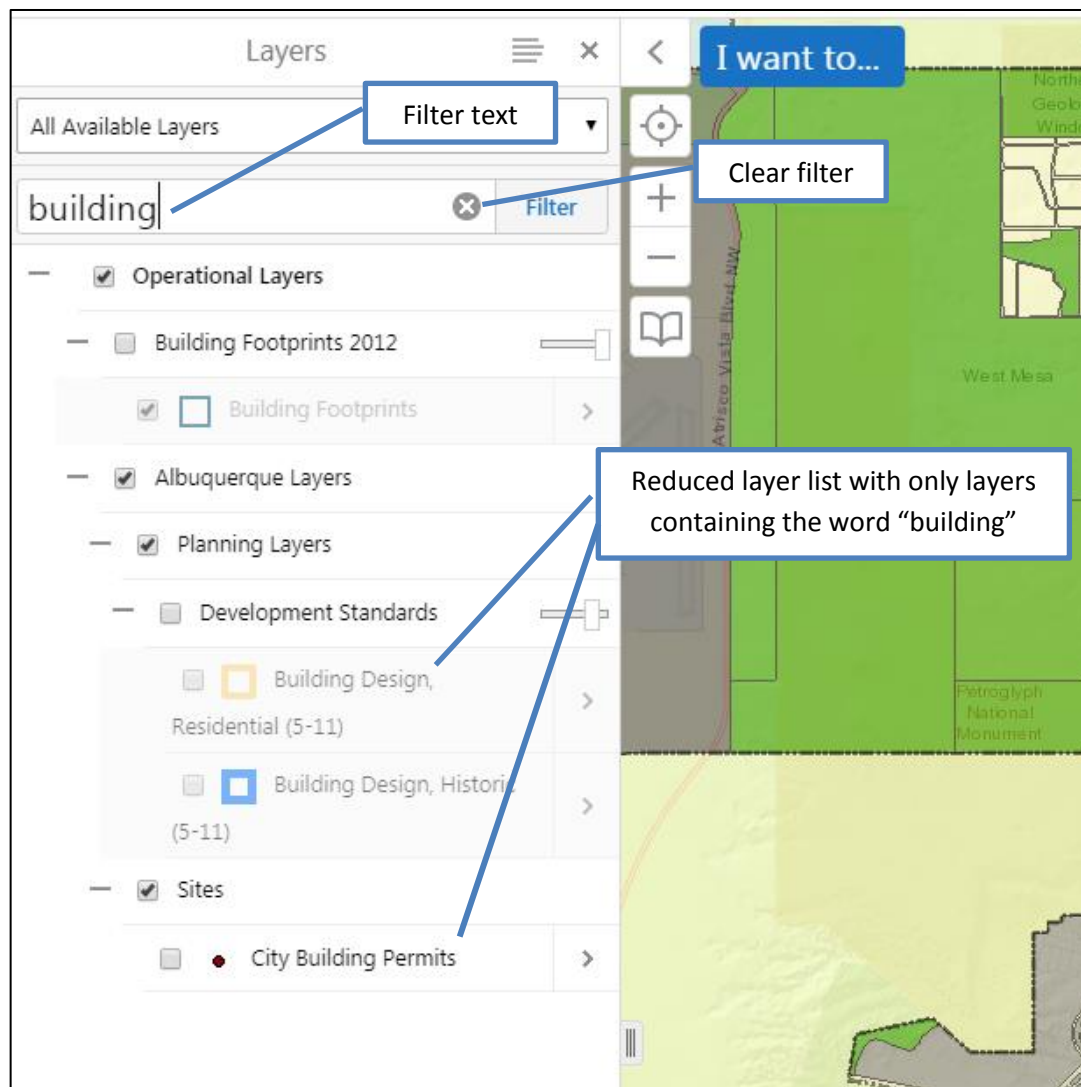 Layers
I want to...
All Available Layers
Filter text
Clear filter
building
Filter
Operational Layers
Building Footprints 2012
Building Footprints
Albuquerque Layers
Reduced layer list with only layers
containing the word “building”
Planning Layers
Development Standards
Building Design,
Residential (5-11)
Building Design, Historic
(5-11)
Sites
City Building Permits
Geolo
Windo
Atrisco Vista Blvd NW
West Mesa
Petroglyph
National
Monument